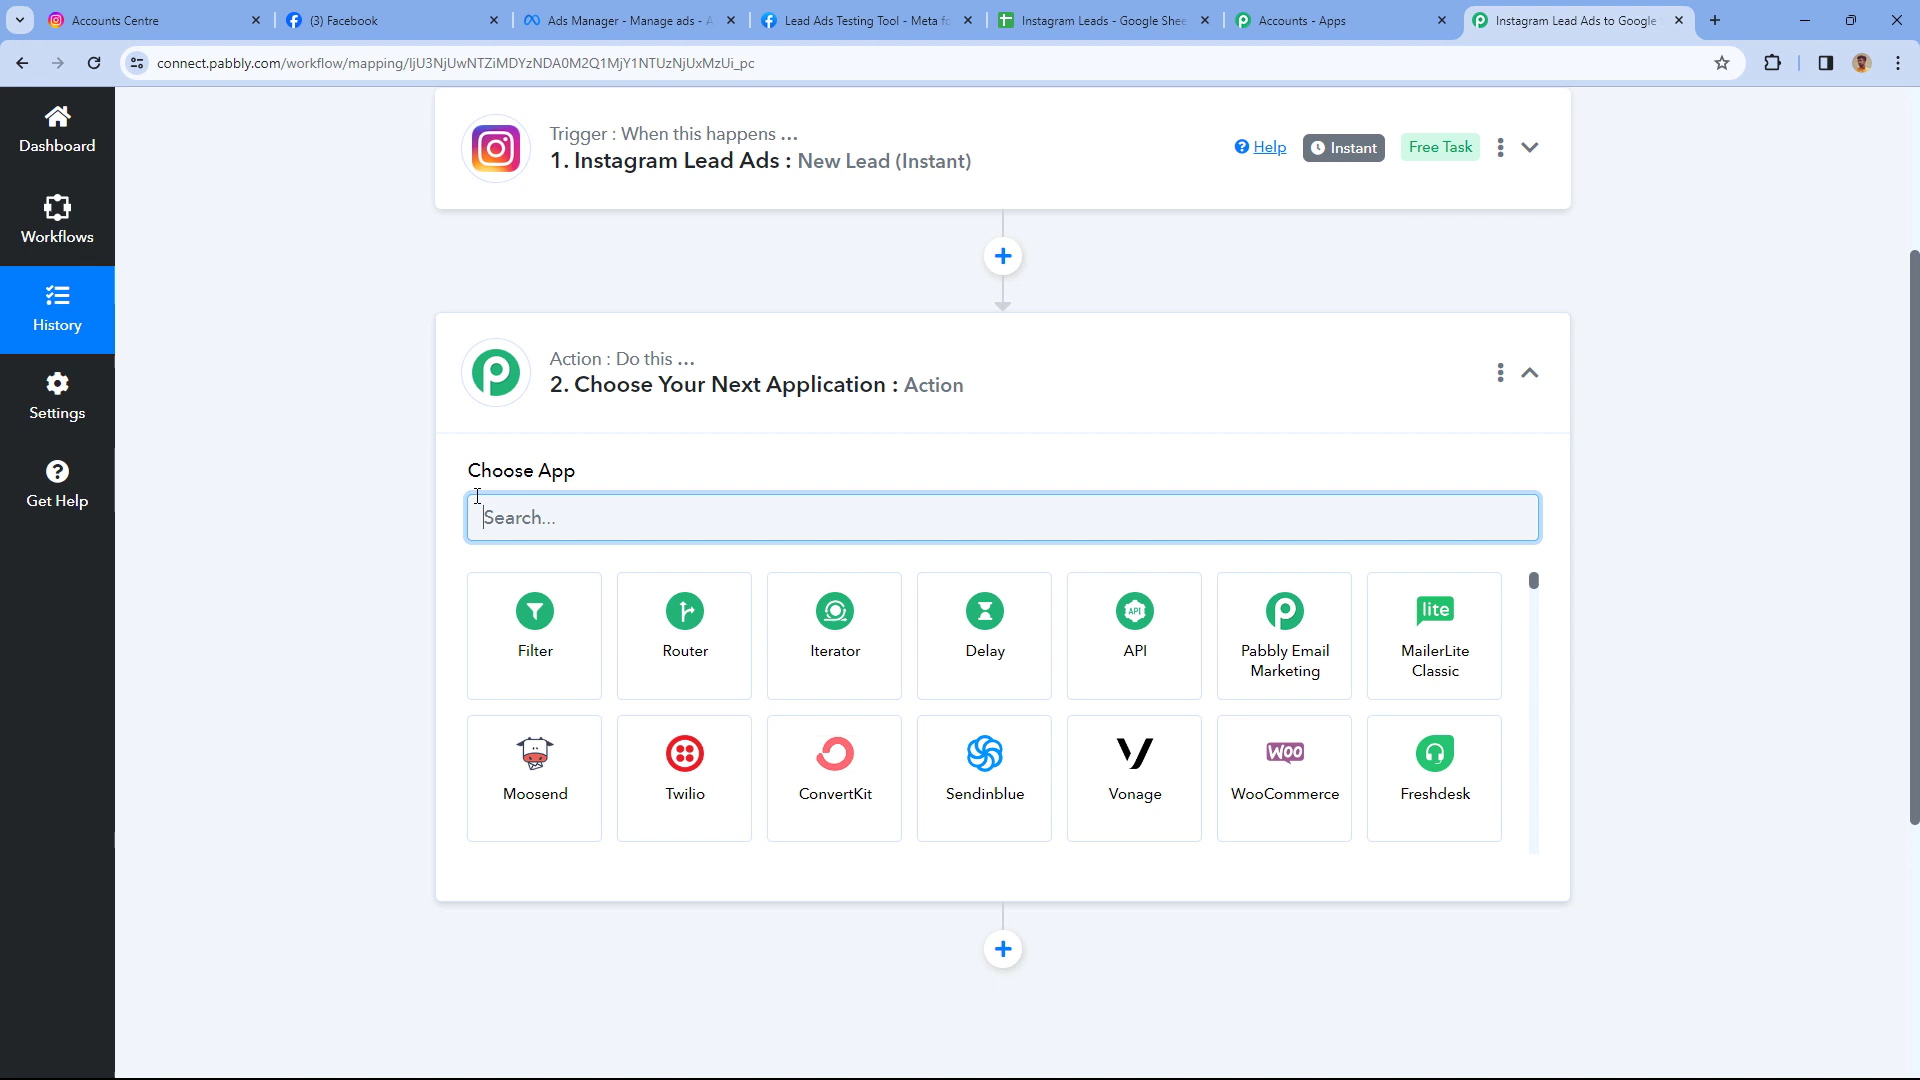 Accounts Centre
(3) Facebook
Ads Manager - Manage ads - A
Lead Ads Testing Tool - Meta fo
Instagram Leads - Google Shee
Accounts - Apps
Instagram Lead Ads to Google
connect.pabbly.com/workflow/mapping/IjU3NjUwNTZiMDYzNDA0M2Q1MjY1NTUzNjUxMzUi_pc
Dashboard
Workflows
History
Settings
Get Help
Trigger : When this happens ...
1. Instagram Lead Ads : New Lead (Instant)
Help
Instant
Free Task
Action : Do this ...
2. Choose Your Next Application : Action
Choose App
Search...
Filter
Router
Iterator
Delay
API
API
Pabbly Email
Marketing
lite
MailerLite
Classic
Moosend
Twilio
ConvertKit
Sendinblue
Vonage
WOO
WooCommerce
Freshdesk